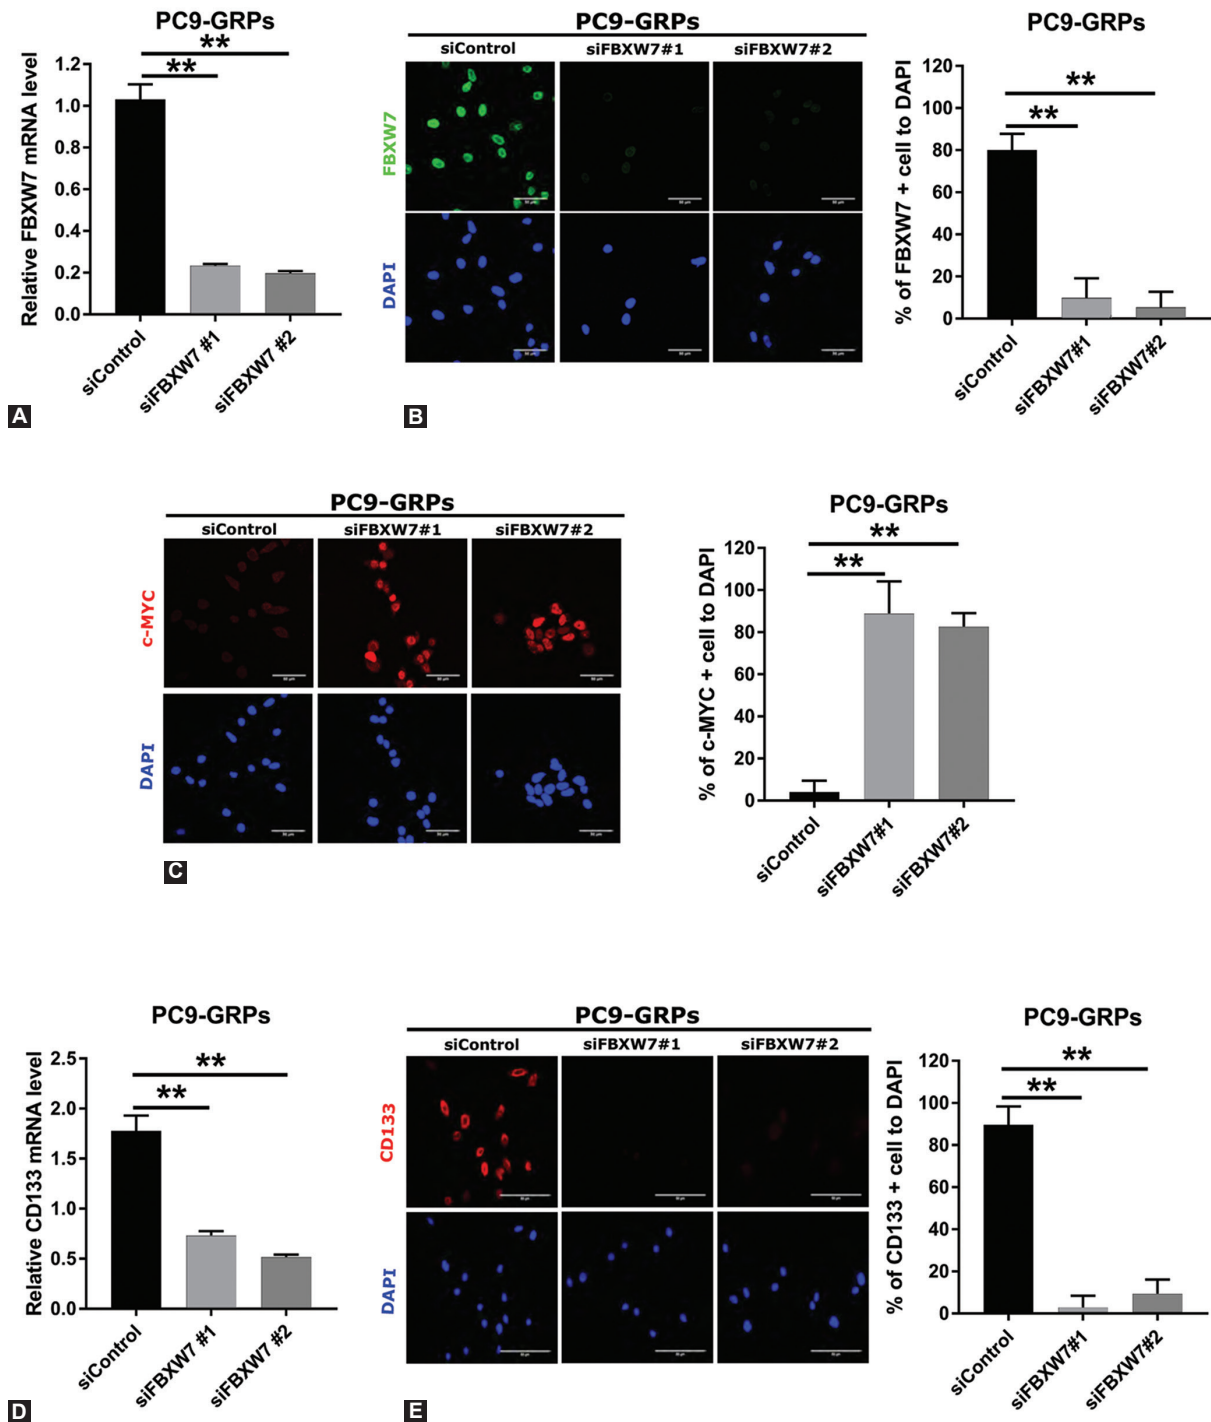 PC9-GRPs
**
**
Relative FBXW7 mRNA level
1.2
1.0
0.8
0.6
0.4
0.2
0.0
siControl
siFBXW7 #1
siFBXW7 #2
A
PC9-GRPs
siControl siFBXW7#1 siFBXW7#2
FBXW7
DAPI
B
PC9-GRPs
**
**
% of FBXW7 + cell to DAPI
120
100
80
60
40
20
0
siControl
siFBXW7#1
siFBXW7#2
PC9-GRPs
siControl siFBXW7#1 siFBXW7#2
c-MYC
DAPI
C
PC9-GRPs
**
**
% of c-MYC + cell to DAPI
120
100
80
60
40
20
0
siControl
siFBXW7#1
siFBXW7#2
PC9-GRPs
**
**
Relative CD133 mRNA level
2.5
2.0
1.5
1.0
0.5
0.0
siControl
siFBXW7 #1
siFBXW7 #2
D
PC9-GRPs
siControl siFBXW7#1 siFBXW7#2
CD133
DAPI
E
PC9-GRPs
**
**
% of CD133 + cell to DAPI
120
100
80
60
40
20
0
siControl
siFBXW7#1
siFBXW7#2